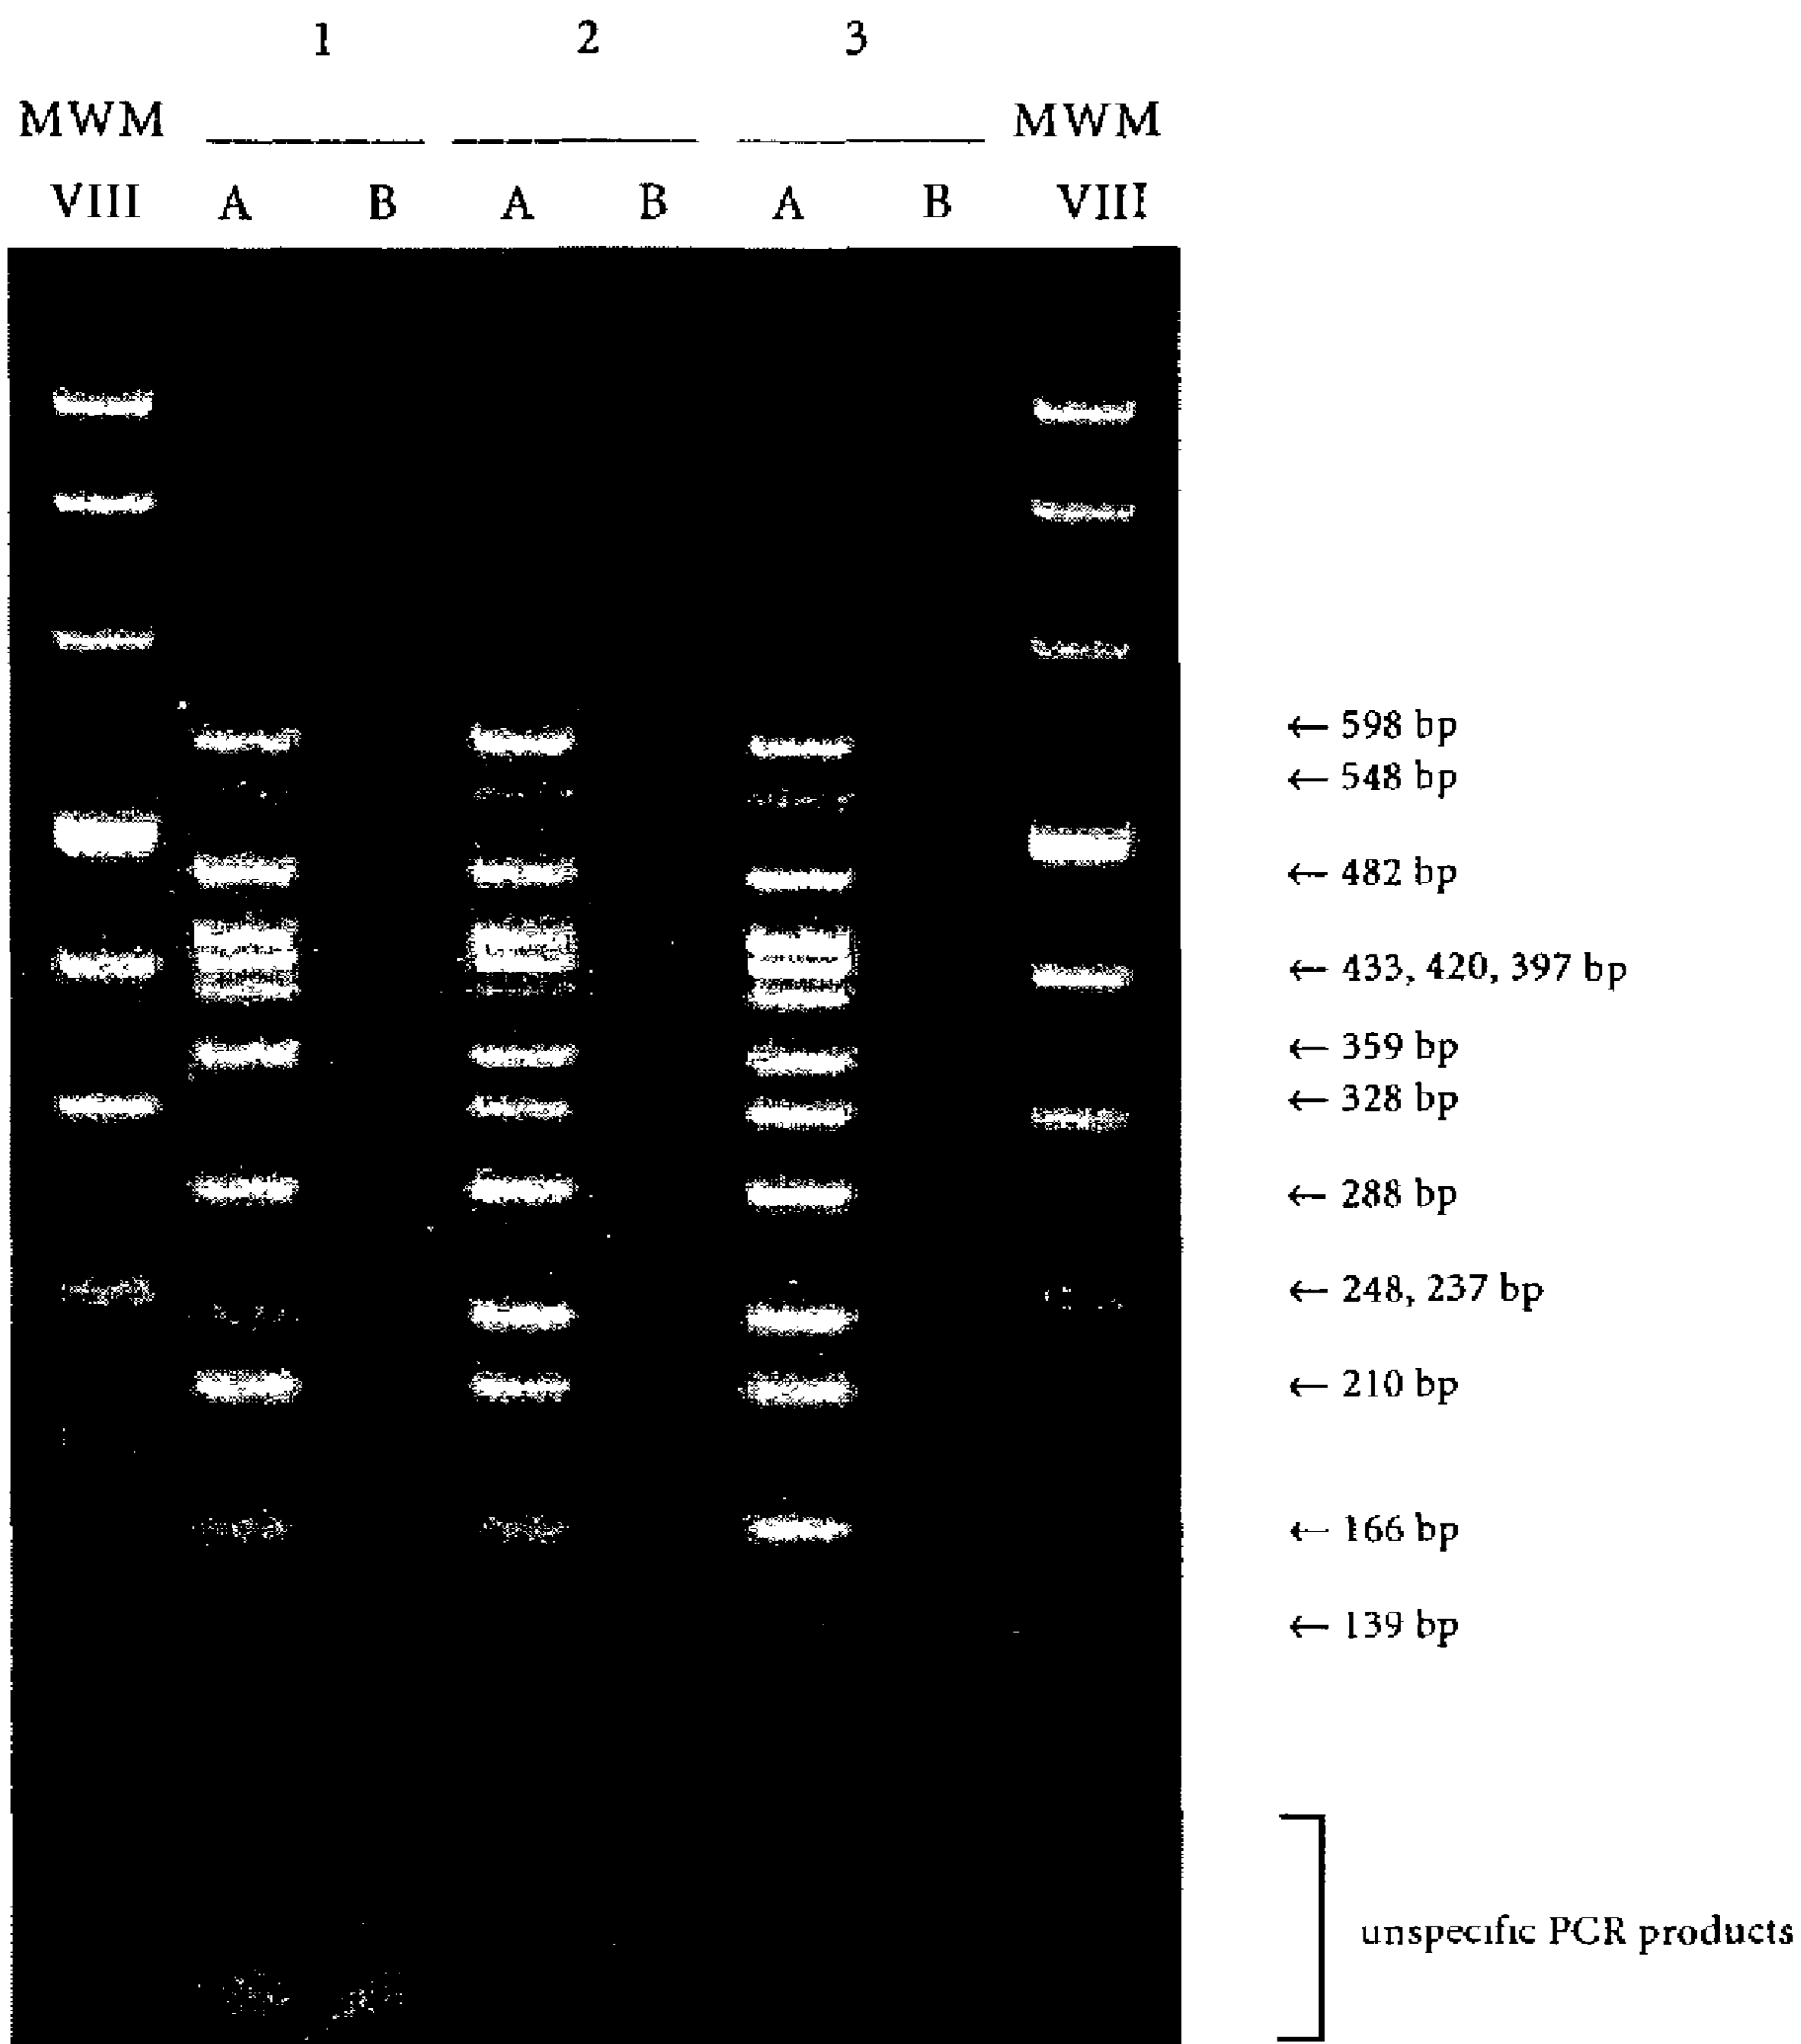 1 2 3
MWM MWM
VIII A B A B A B VIII
← 598 bp
← 548 bp
← 482 bp
← 433, 420, 397 bp
← 359 bp
← 328 bp
← 288 bp
← 248, 237 bp
← 210 bp
← 166 bp
← 139 bp
unspecific PCR products